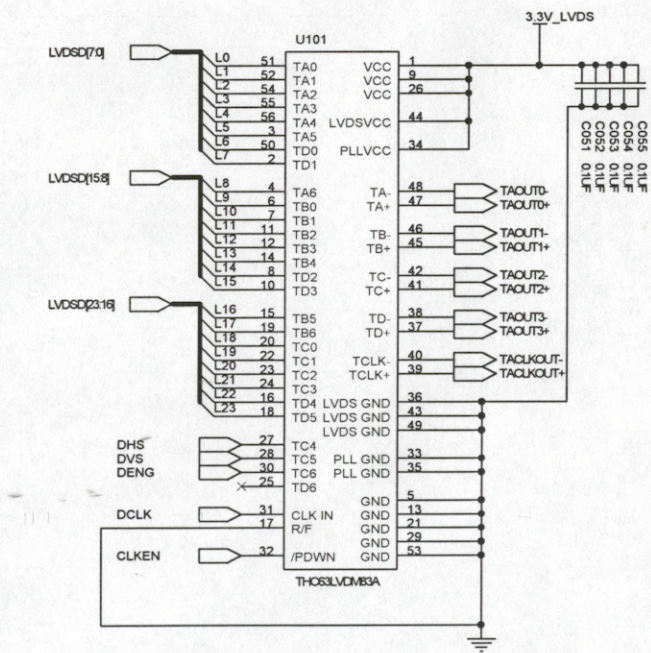 3.3V_LVDS
U101
LVDSD[7:0]
L0 51 TA0 VCC 1
L1 52 TA1 VCC 9
L2 54 TA2 VCC 26
L3 55 TA3
L4 56 TA4 LVDSVCC 44
L5 3 TA5
L6 50 TD0 PLLVCC 34
L7 2 TD1
C051 0.1UF
C052 0.1UF
C053 0.1UF
C054 0.1UF
C055 0.1UF
LVDSD[15:8]
L8 4 TA6 TA- 48 TAOUT0-
L9 6 TB0 TA+ 47 TAOUT0+
L10 7 TB1
L11 11 TB2 TB- 46 TAOUT1-
L12 12 TB3 TB+ 45 TAOUT1+
L13 14 TB4
L14 8 TD2 TC- 42 TAOUT2-
L15 10 TD3 TC+ 41 TAOUT2+
LVDSD[23:16]
L16 15 TB5 TD- 38 TAOUT3-
L17 19 TB6 TD+ 37 TAOUT3+
L18 20 TC0
L19 22 TC1 TCLK- 40 TACLKOUT-
L20 23 TC2 TCLK+ 39 TACLKOUT+
L21 24 TC3
L22 16 TD4 LVDS GND 36
L23 18 TD5 LVDS GND 43
LVDS GND 49
DHS 27 TC4
DVS 28 TC5 PLL GND 33
DENG 30 TC6 PLL GND 35
25 TD6
GND 5
DCLK 31 CLK IN GND 13
17 R/F GND 21
GND 29
CLKEN 32 /PDWN GND 53
THC63LVDM83A